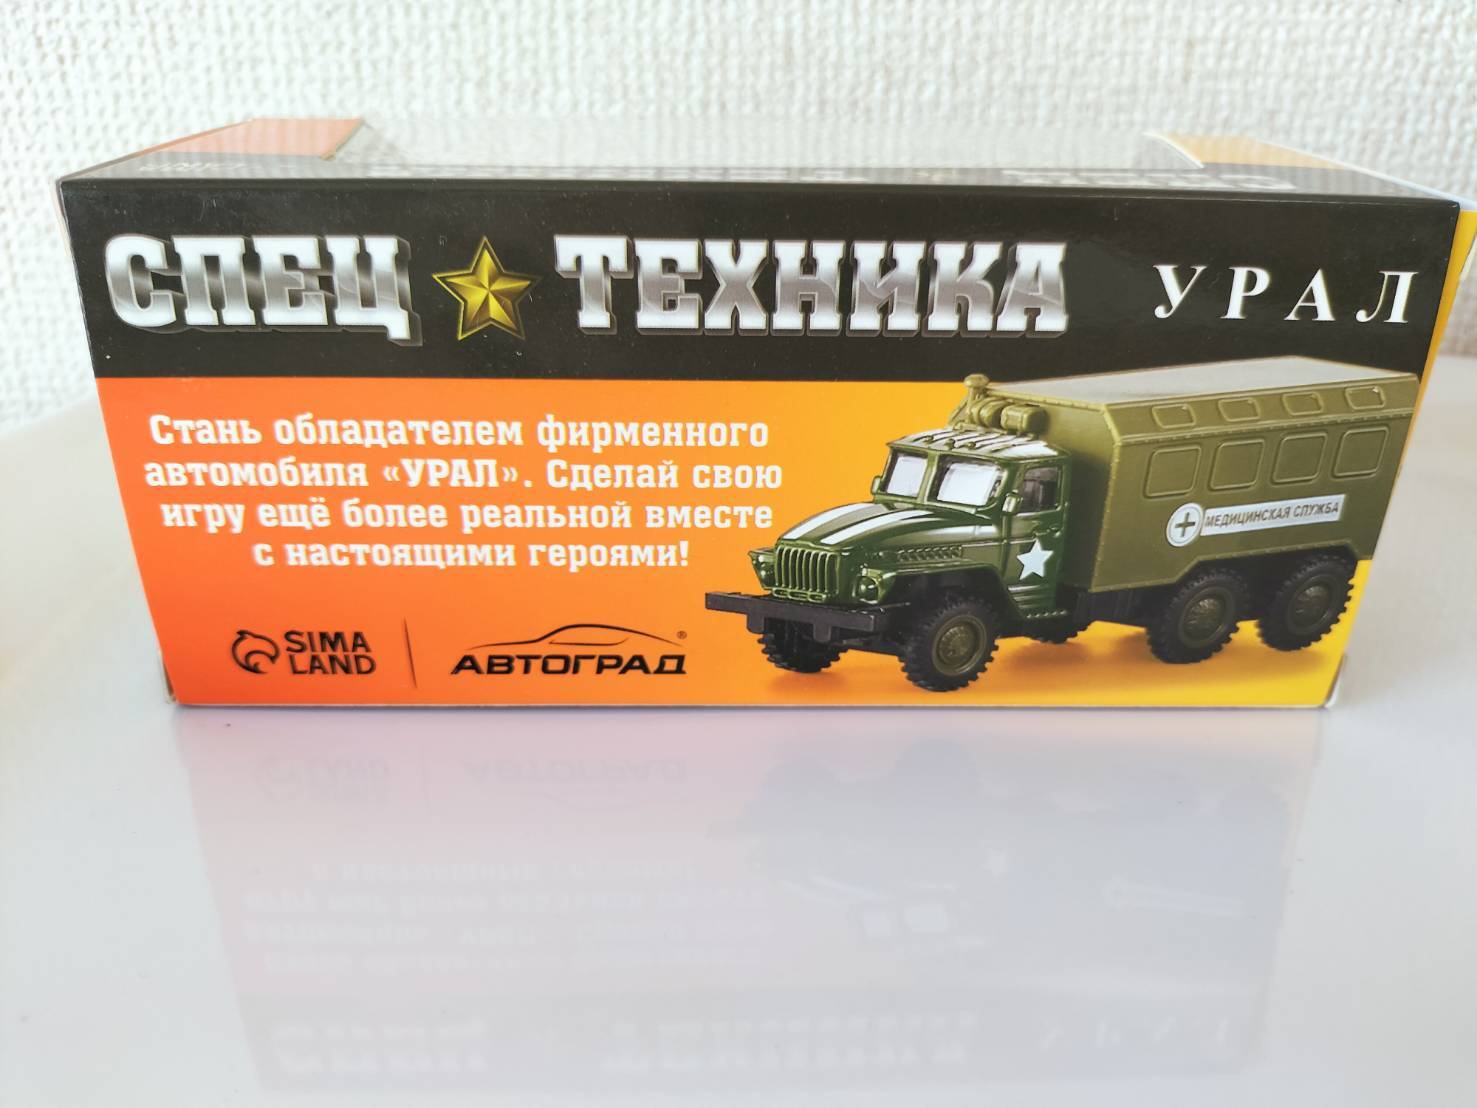 СПЕЦ ТЕХНИКА УРАЛ
Стань обладателем фирменного
автомобиля «УРАЛ». Сделай свою
игру ещё более реальной вместе
с настоящими героями!
МЕДИЦИНСКАЯ СЛУЖБА
SIMA
LAND
АВТОГРАД®